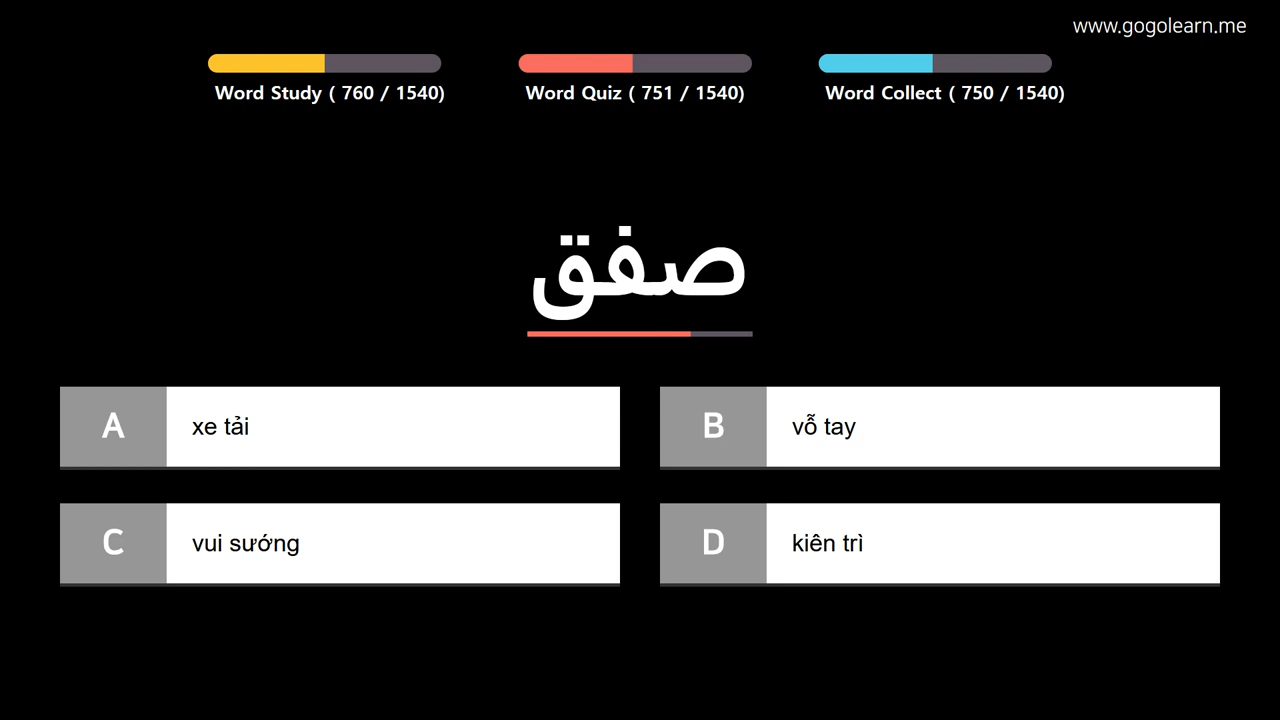 www.gogolearn.me
Word Study ( 760 / 1540)
Word Quiz ( 751 / 1540)
Word Collect ( 750 / 1540)
صفق
A xe tải
B vỗ tay
C vui sướng
D kiên trì